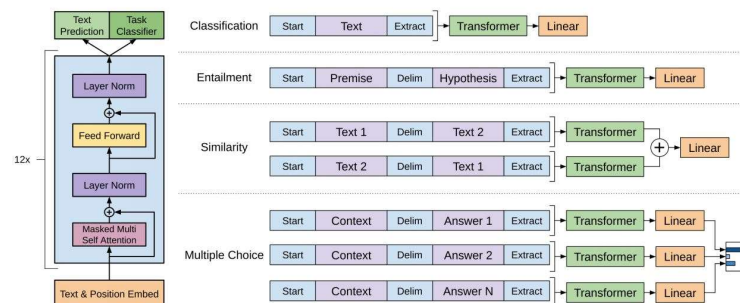 Text
Prediction
Task
Classifier
12x
Layer Norm
+
Feed Forward
Layer Norm
+
Masked Multi
Self Attention
Text & Position Embed
Classification
Start Text Extract Transformer Linear
Entailment
Start Premise Delim Hypothesis Extract Transformer Linear
Similarity
Start Text 1 Delim Text 2 Extract Transformer
+ Linear
Start Text 2 Delim Text 1 Extract Transformer
Multiple Choice
Start Context Delim Answer 1 Extract Transformer Linear
Start Context Delim Answer 2 Extract Transformer Linear
Start Context Delim Answer N Extract Transformer Linear